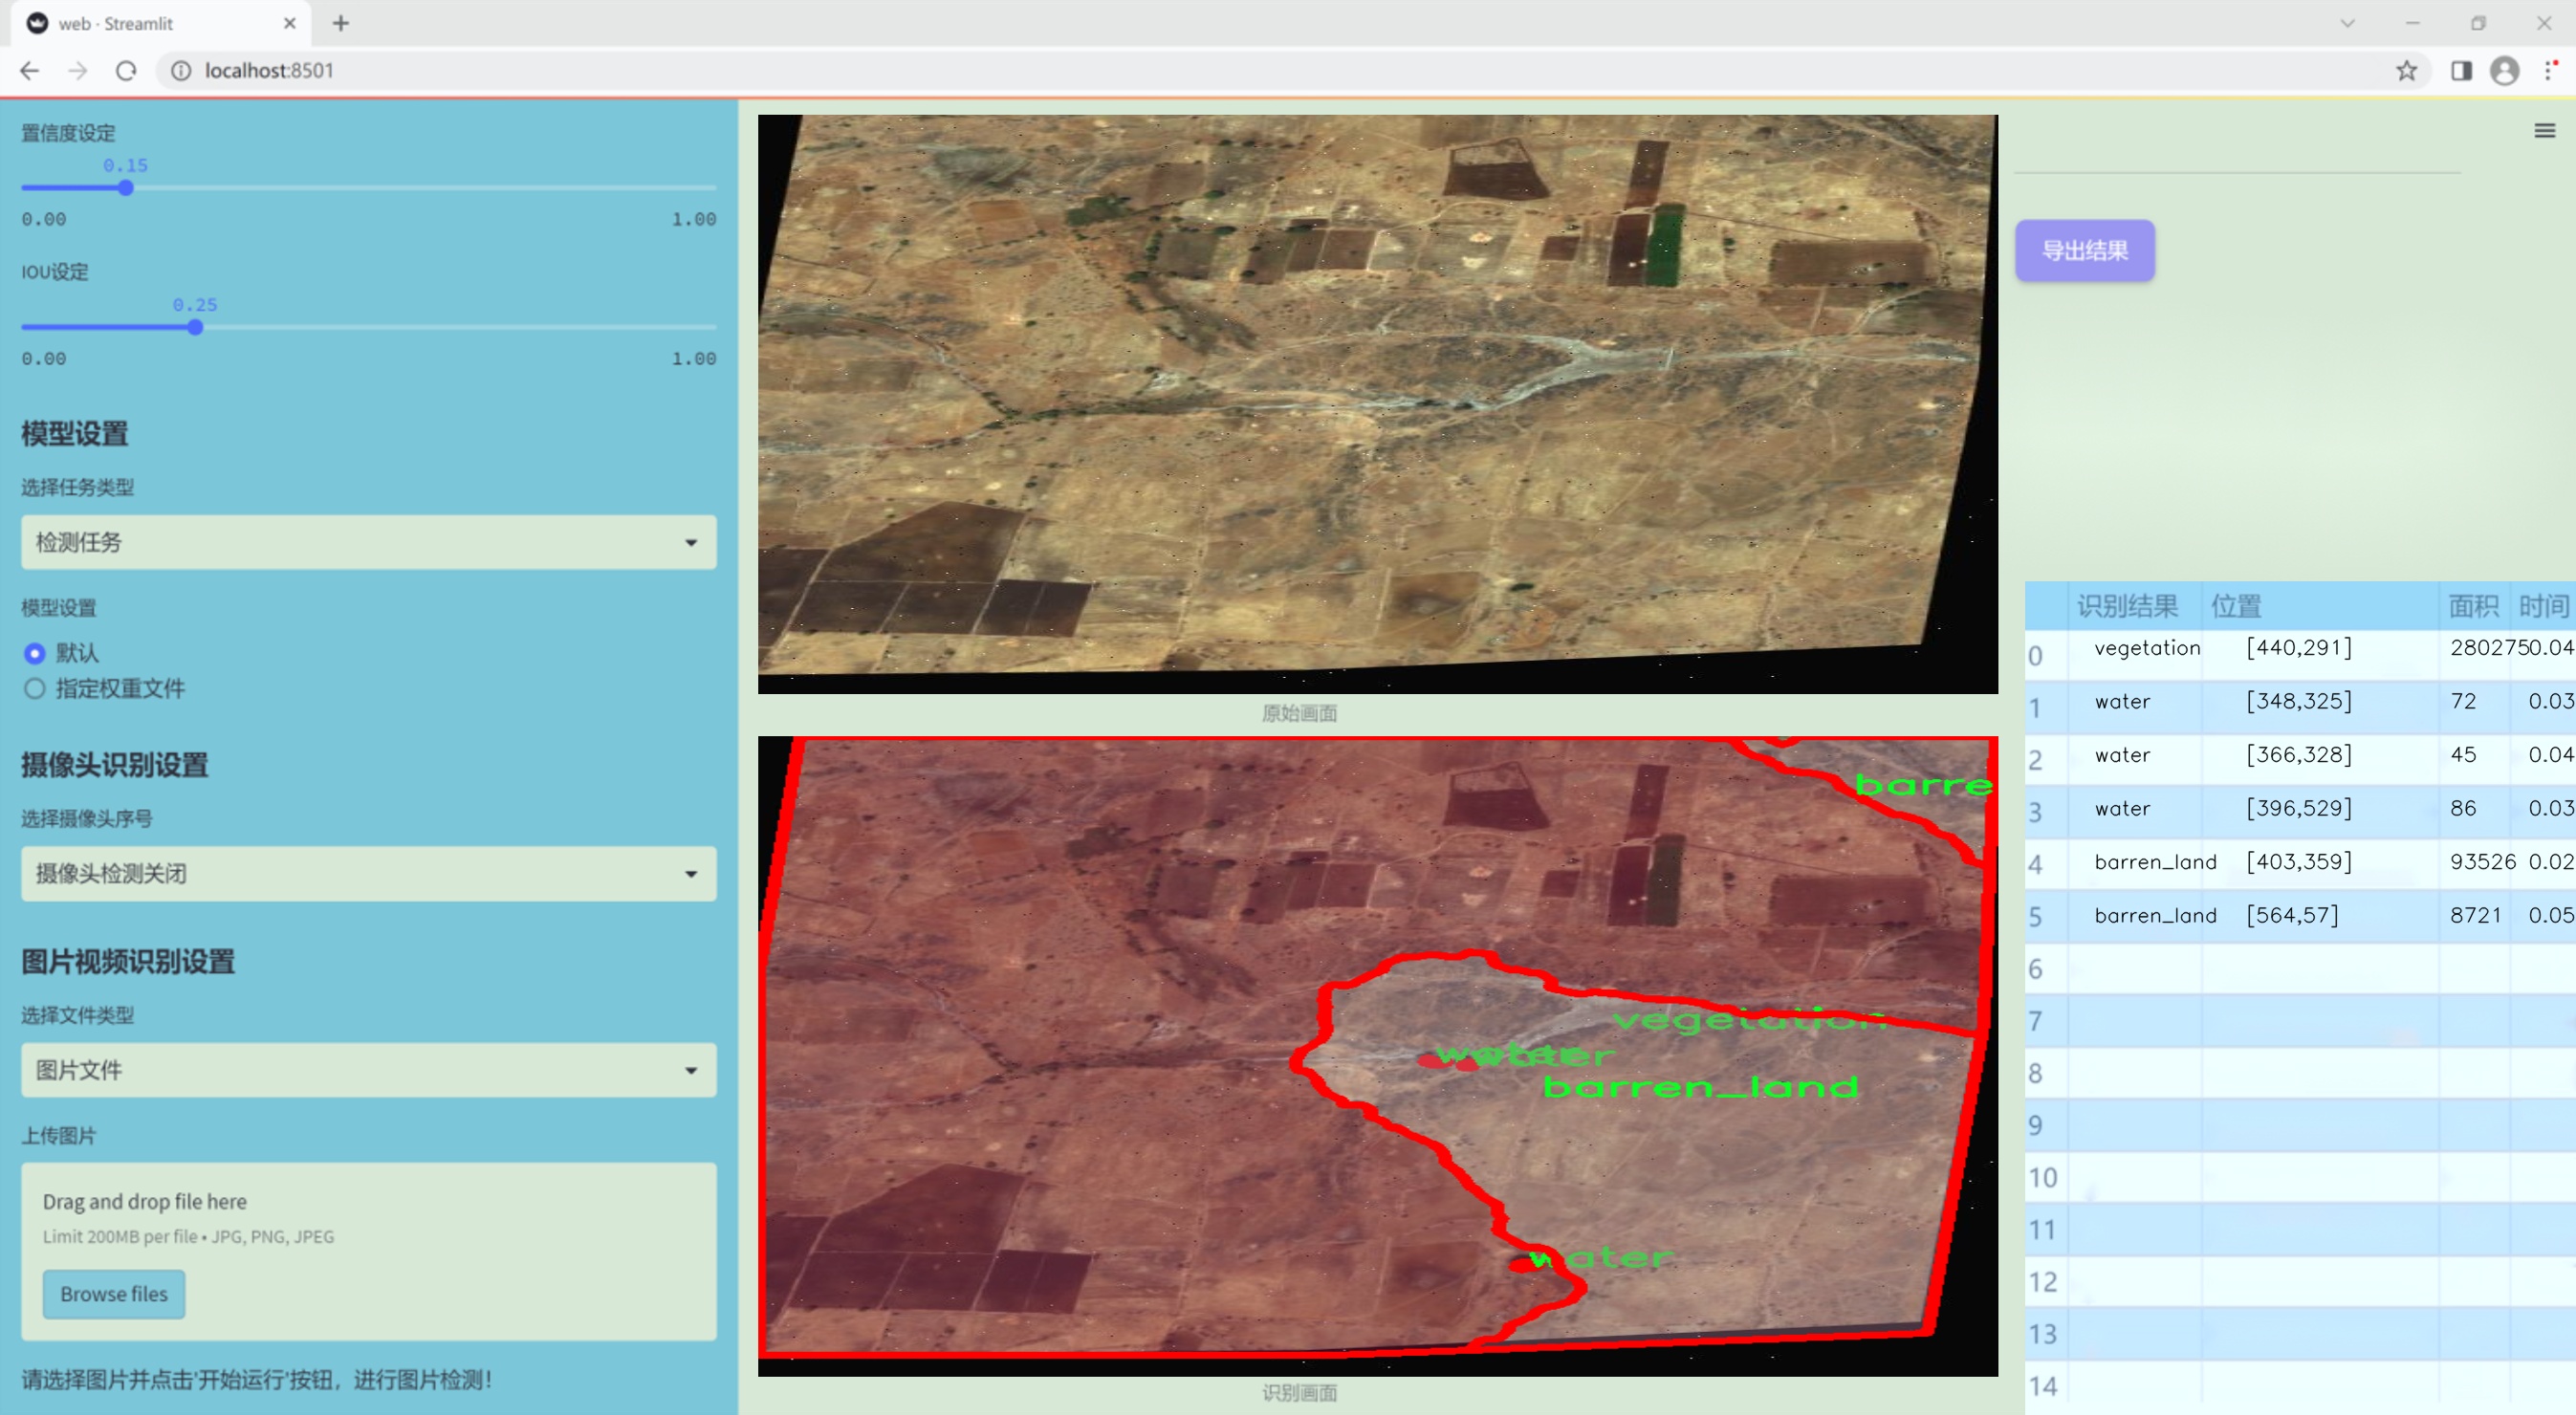 web · Streamlit
localhost:8501
置信度设定
0.15
0.00 1.00
IOU设定
0.25
0.00 1.00
模型设置
选择任务类型
检测任务
模型设置
默认
指定权重文件
摄像头识别设置
选择摄像头序号
摄像头检测关闭
图片视频识别设置
选择文件类型
图片文件
上传图片
Drag and drop file here
Limit 200MB per file • JPG, PNG, JPEG
Browse files
请选择图片并点击'开始运行'按钮，进行图片检测！
原始画面
barre
vegetation
water
water
barren_land
water
识别画面
导出结果
识别结果 位置 面积 时间
0 vegetation [440,291] 280275 0.04
1 water [348,325] 72 0.03
2 water [366,328] 45 0.04
3 water [396,529] 86 0.03
4 barren_land [403,359] 93526 0.02
5 barren_land [564,57] 8721 0.05
6
7
8
9
10
11
12
13
14